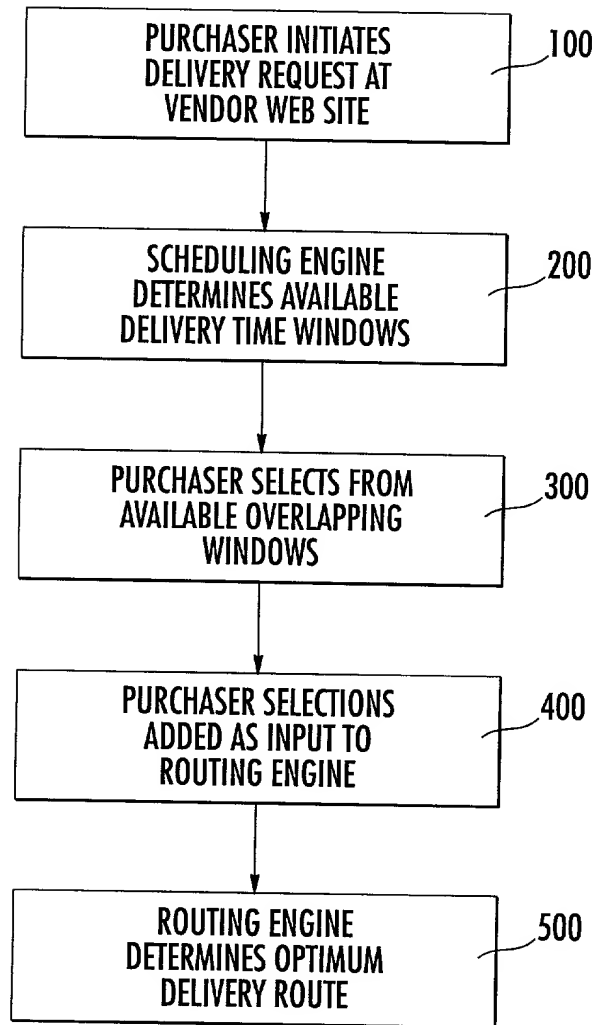 PURCHASER INITIATES
DELIVERY REQUEST AT
VENDOR WEB SITE
100
SCHEDULING ENGINE
DETERMINES AVAILABLE
DELIVERY TIME WINDOWS
200
PURCHASER SELECTS FROM
AVAILABLE OVERLAPPING
WINDOWS
300
PURCHASER SELECTIONS
ADDED AS INPUT TO
ROUTING ENGINE
400
ROUTING ENGINE
DETERMINES OPTIMUM
DELIVERY ROUTE
500